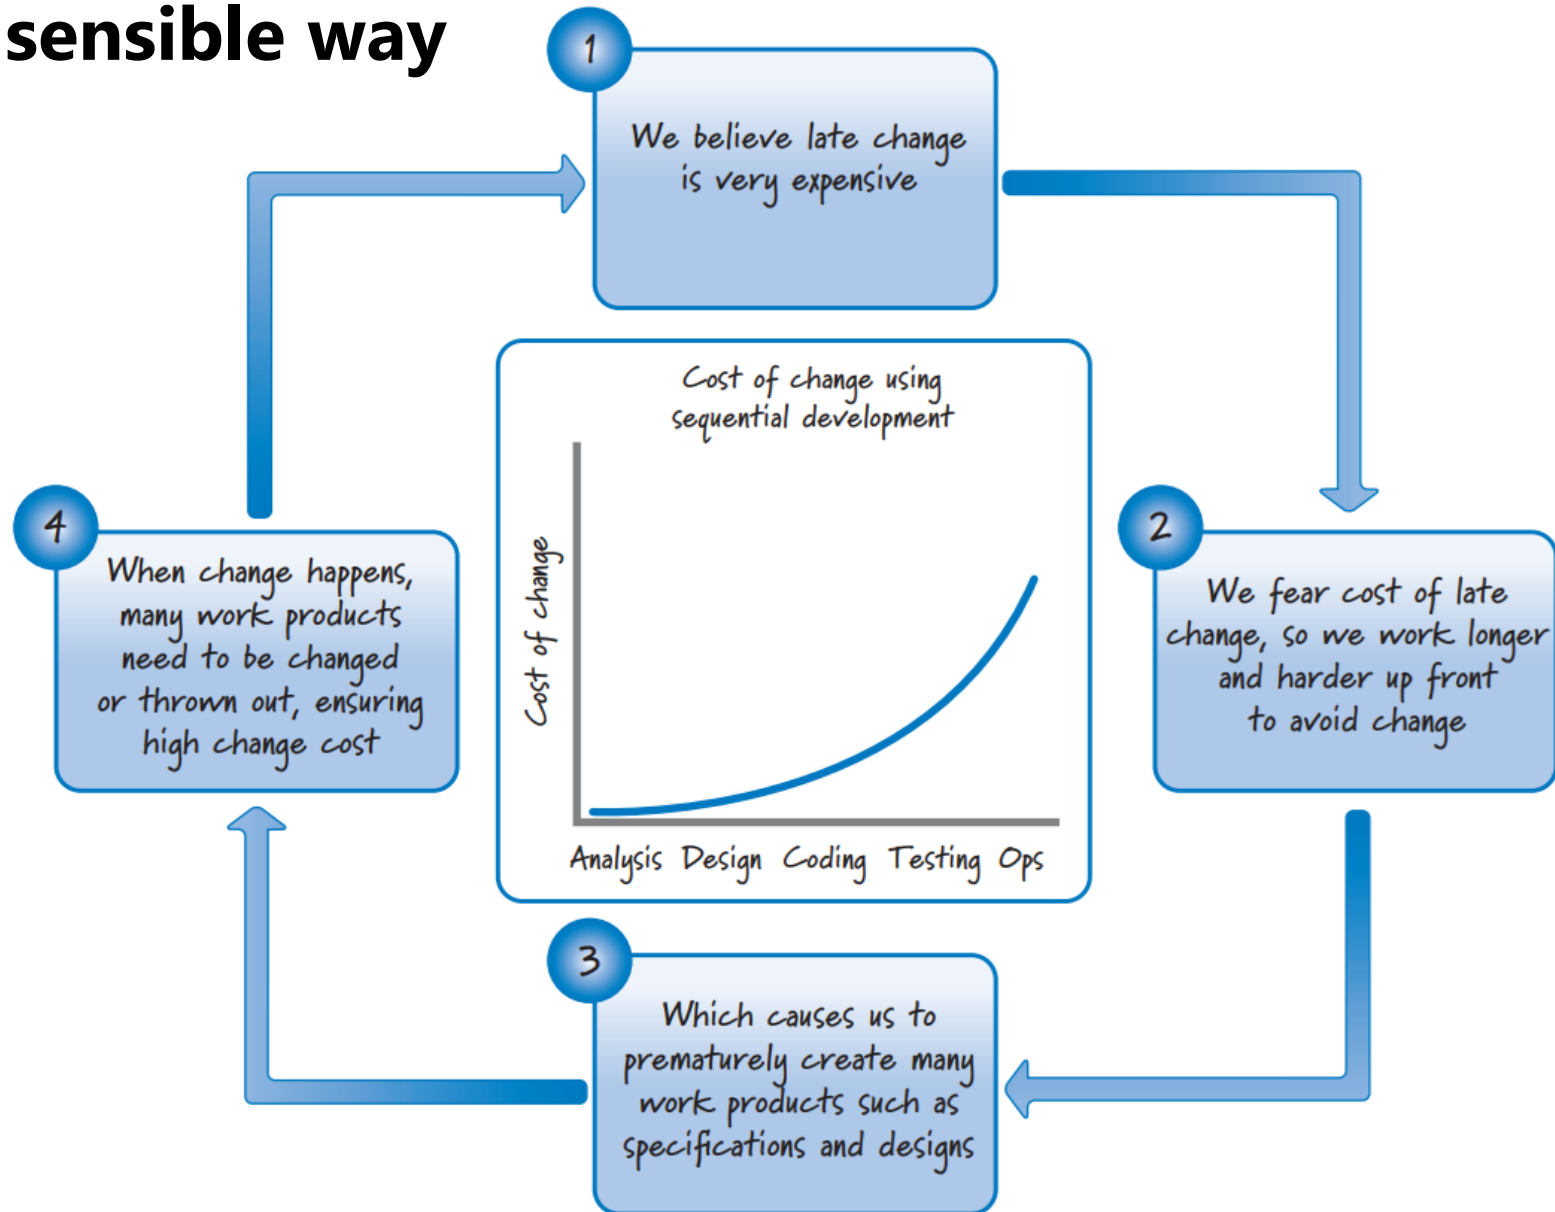 sensible way
1
We believe late change
is very expensive
2
We fear cost of late
change, so we work longer
and harder up front
to avoid change
3
Which causes us to
prematurely create many
work products such as
specifications and designs
4
When change happens,
many work products
need to be changed
or thrown out, ensuring
high change cost
Cost of change using
sequential development
Cost of change
Analysis Design Coding Testing Ops